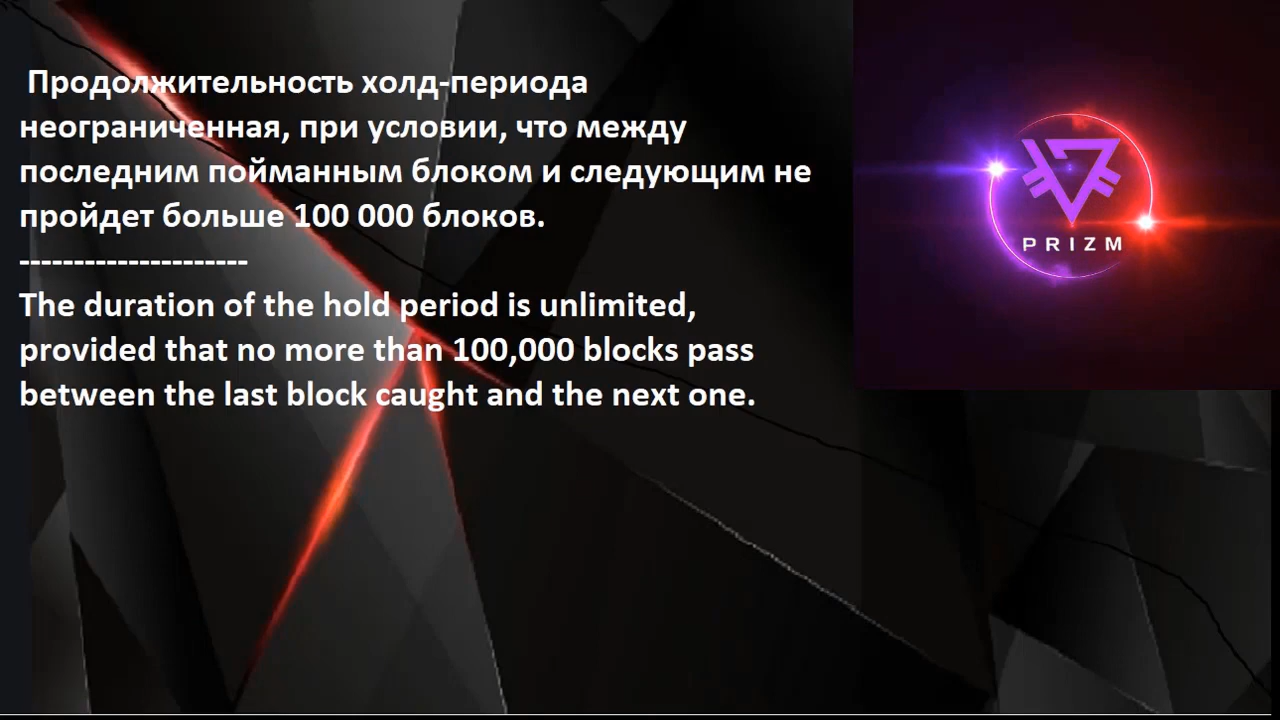 Продолжительность холд-периода
неограниченная, при условии, что между
последним пойманным блоком и следующим не
пройдет больше 100 000 блоков.
---------------------
The duration of the hold period is unlimited,
provided that no more than 100,000 blocks pass
between the last block caught and the next one.
PRIZM